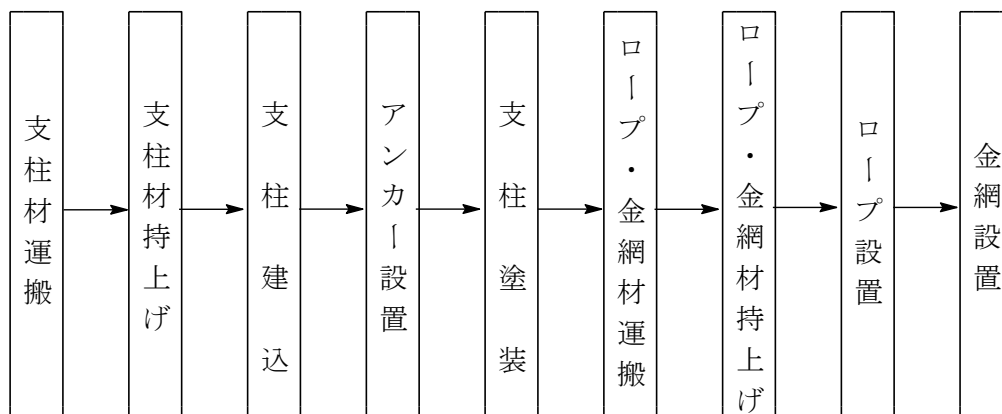 支柱材運搬
支柱材持上げ
支柱建込
アンカー設置
支柱塗装
ロープ・金網材運搬
ロープ・金網材持上げ
ロープ設置
金網設置